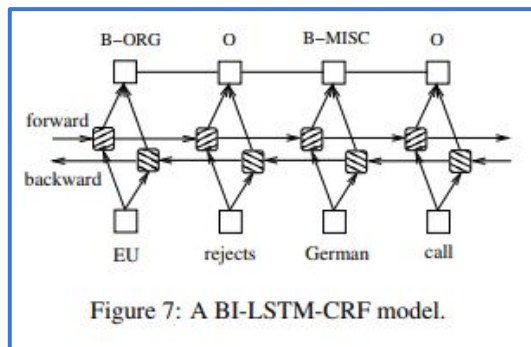 B-ORG O B-MISC O
forward
backward
EU rejects German call
Figure 7: A BI-LSTM-CRF model.